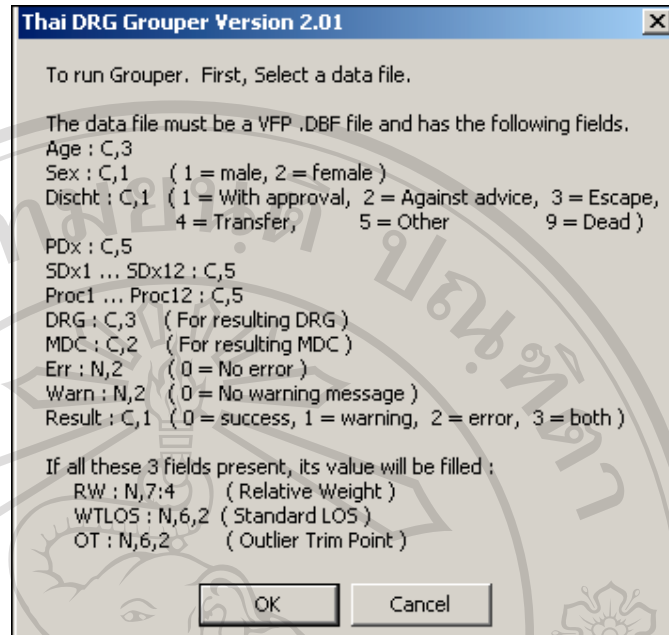 Thai DRG Grouper Version 2.01
To run Grouper. First, Select a data file.
The data file must be a VFP .DBF file and has the following fields.
Age : C,3
Sex : C,1 ( 1 = male, 2 = female )
Discht : C,1 ( 1 = With approval, 2 = Against advice, 3 = Escape,
4 = Transfer, 5 = Other 9 = Dead )
PDx : C,5
SDx1 ... SDx12 : C,5
Proc1 ... Proc12 : C,5
DRG : C,3 ( For resulting DRG )
MDC : C,2 ( For resulting MDC )
Err : N,2 ( 0 = No error )
Warn : N,2 ( 0 = No warning message )
Result : C,1 ( 0 = success, 1 = warning, 2 = error, 3 = both )
If all these 3 fields present, its value will be filled :
RW : N,7:4 ( Relative Weight )
WTLOS : N,6,2 ( Standard LOS )
OT : N,6,2 ( Outlier Trim Point )
OK Cancel